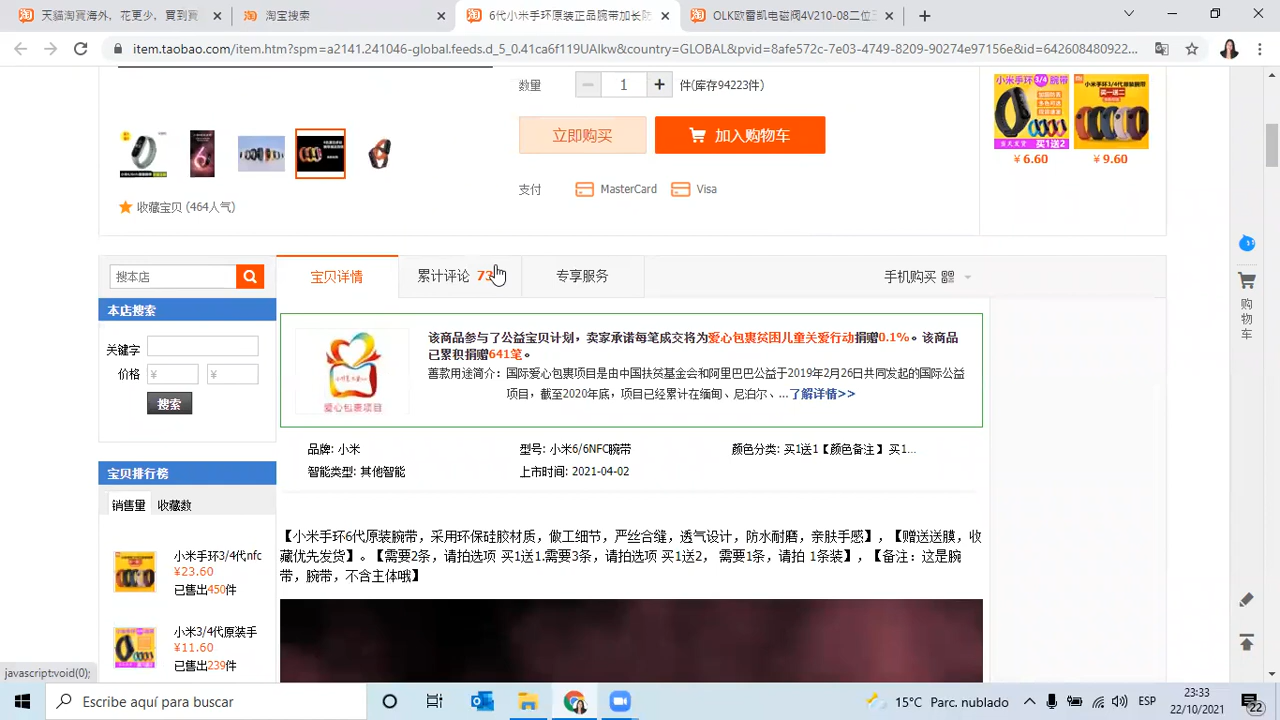 天貓淘寶海外，花更少，買到寶
淘宝搜索
6代小米手环原装正品腕带加长
OLK欧雷凯电磁阀4V210-08二位
item.taobao.com/item.htm?spm=a2141.241046-global.feeds.d_5_0.41ca6f119UAlkw&country=GLOBAL&pvid=8afe572c-7e03-4749-8209-90274e97156e&id=642608480922...
数量
1
件(库存94223件)
立即购买
加入购物车
支付
MasterCard
Visa
收藏宝贝 (464人气)
¥ 6.60
¥ 9.60
搜本店
宝贝详情
累计评论 73
专享服务
手机购买
本店搜索
关键字
价格 ¥ ¥
搜索
该商品参与了公益宝贝计划，卖家承诺每笔成交将为爱心包裹贫困儿童关爱行动捐赠0.1%。该商品
已累积捐赠641笔。
善款用途简介：国际爱心包裹项目是由中国扶贫基金会和阿里巴巴公益于2019年2月26日共同发起的国际公益
项目，截至2020年底，项目已经累计在缅甸、尼泊尔、...了解详情>>
爱心包裹项目
品牌: 小米
型号: 小米6/6NFC腕带
颜色分类: 买1送1【颜色备注】 买1...
智能类型: 其他智能
上市时间: 2021-04-02
宝贝排行榜
销售量
收藏数
小米手环3/4代nfc
¥23.60
已售出450件
小米3/4代原装手
¥11.60
已售出239件
【小米手环6代原装腕带，采用环保硅胶材质，做工细节，严丝合缝，透气设计，防水耐磨，亲肤手感】，【赠送送膜，收
藏优先发货】。【需要2条，请拍选项 买1送1.需要3条，请拍选项 买1送2， 需要1条，请拍 1条装】，【备注：这是腕
带，腕带，不含主体哦】
购物车
javascript:void(0);
Escribe aquí para buscar
15°C Parc. nublado
ESP
23:33
22/10/2021
22